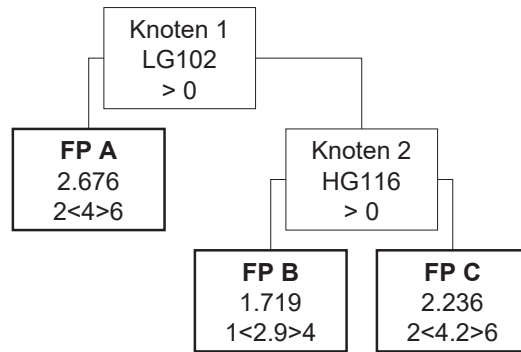 Knoten 1
LG102
> 0
FP A
2.676
2<4>6
Knoten 2
HG116
> 0
FP B
1.719
1<2.9>4
FP C
2.236
2<4.2>6